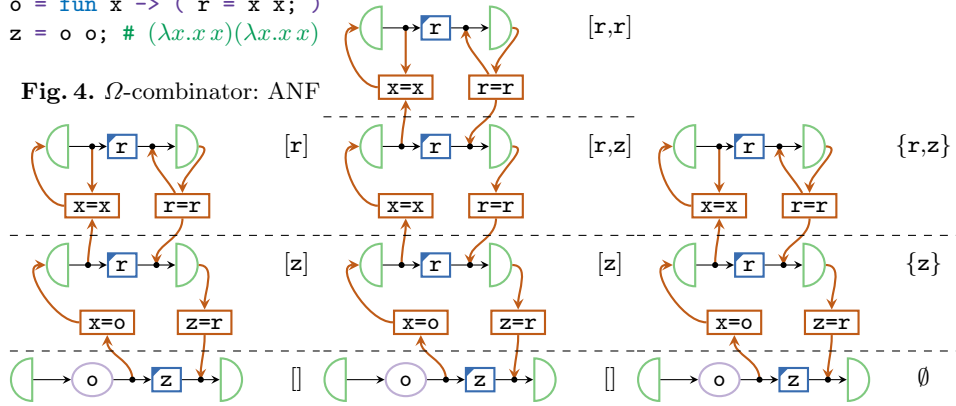 o = fun x -> ( r = x x; )
z = o o; # (λx.x x)(λx.x x)
Fig. 4. Ω-combinator: ANF
r [r,r]
x=x r=r
r [r] r [r,z] r {r,z}
x=x r=r x=x r=r x=x r=r
r [z] r [z] r {z}
x=o z=r x=o z=r x=o z=r
o z [] o z [] o z ∅